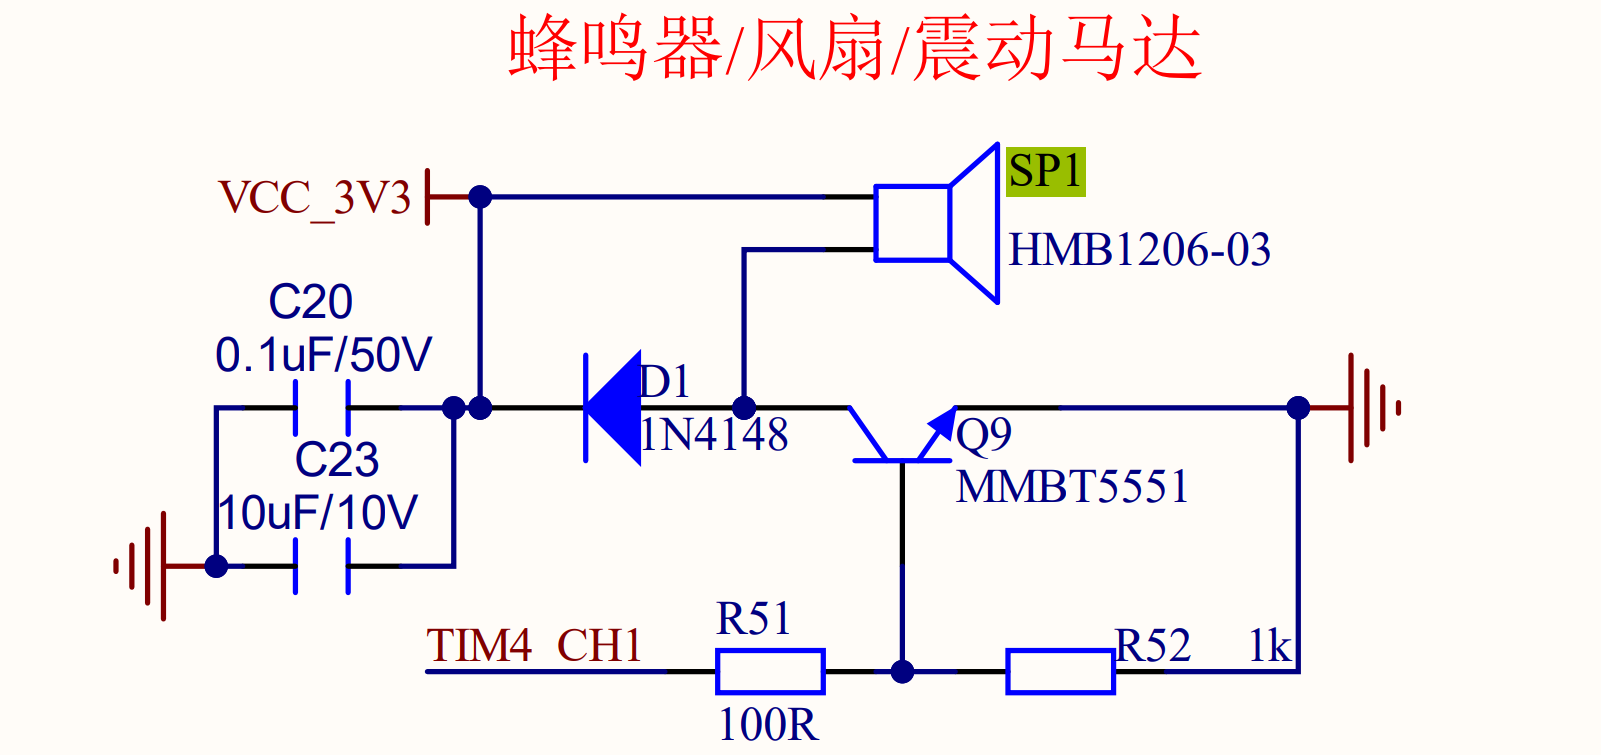 蜂鸣器/风扇/震动马达
SP1
VCC_3V3
HMB1206-03
C20
0.1uF/50V
D1
1N4148
Q9
C23
MMBT5551
10uF/10V
R51
TIM4_CH1
R52 1k
100R